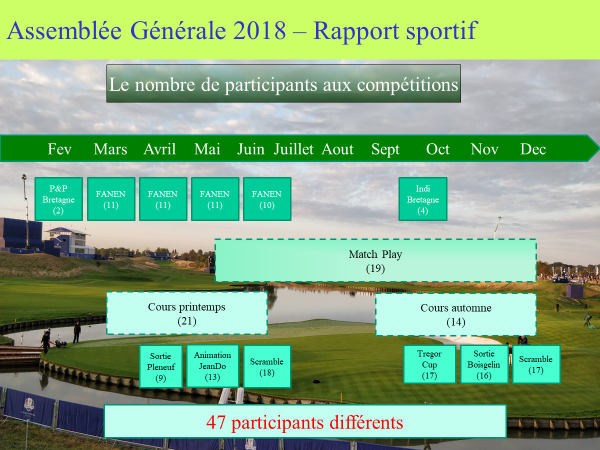 Assemblée Générale 2018 – Rapport sportif
Le nombre de participants aux compétitions
Fev Mars Avril Mai Juin Juillet Aout Sept Oct Nov Dec
P&P
Bretagne
(2)
FANEN
(11)
FANEN
(11)
FANEN
(11)
FANEN
(10)
Indi
Bretagne
(4)
Match Play
(19)
Cours printemps
(21)
Cours automne
(14)
Sortie
Pleneuf
(9)
Animation
JeanDo
(13)
Scramble
(18)
Tregor
Cup
(17)
Sortie
Boisgelin
(16)
Scramble
(17)
47 participants différents